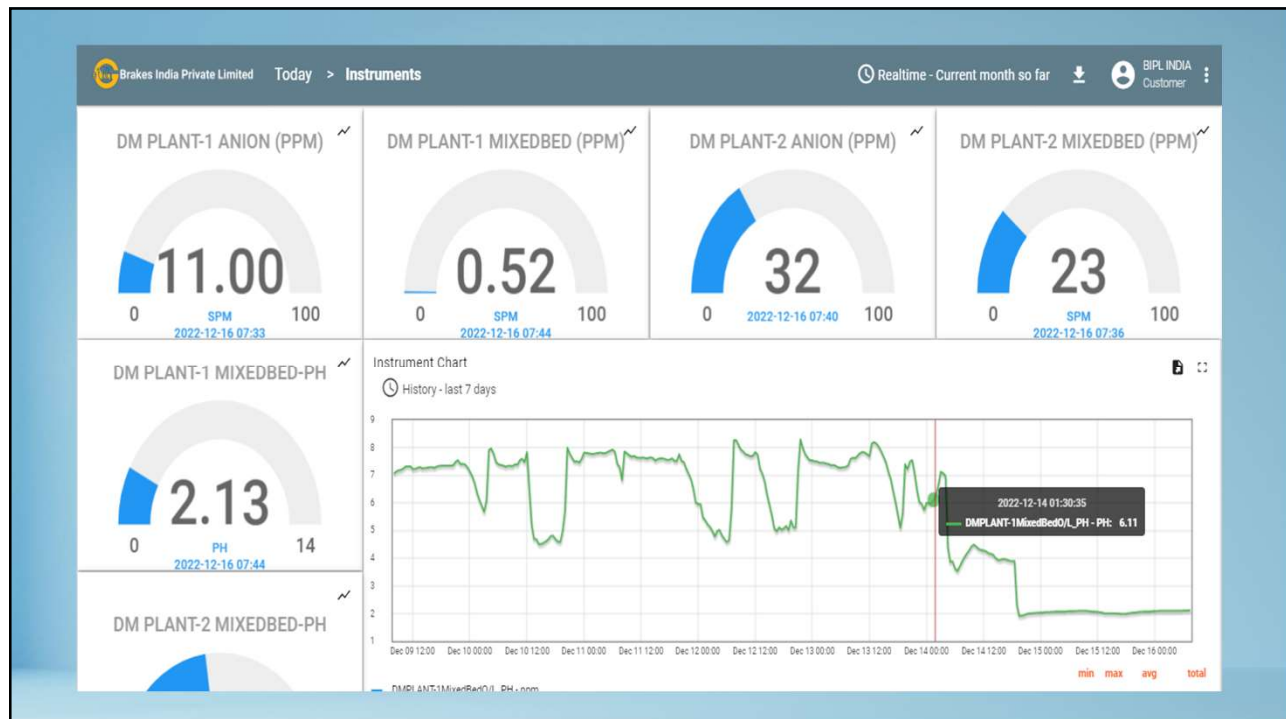 Brakes India Private Limited Today > Instruments Realtime - Current month so far BIPL INDIA
Customer
DM PLANT-1 ANION (PPM)
11.00
0 SPM 100
2022-12-16 07:33
DM PLANT-1 MIXEDBED (PPM)
0.52
0 SPM 100
2022-12-16 07:44
DM PLANT-2 ANION (PPM)
32
0 2022-12-16 07:40 100
DM PLANT-2 MIXEDBED (PPM)
23
0 SPM 100
2022-12-16 07:36
DM PLANT-1 MIXEDBED-PH
2.13
0 PH 14
2022-12-16 07:44
DM PLANT-2 MIXEDBED-PH
Instrument Chart
History - last 7 days
9
8
7
6
5
4
3
2
1
2022-12-14 01:30:35
DMPLANT-1MixedBedO/L_PH - PH: 6.11
Dec 09 12:00 Dec 10 00:00 Dec 10 12:00 Dec 11 00:00 Dec 11 12:00 Dec 12 00:00 Dec 12 12:00 Dec 13 00:00 Dec 13 12:00 Dec 14 00:00 Dec 14 12:00 Dec 15 00:00 Dec 15 12:00 Dec 16 00:00
min max avg total
DMPLANT-1MixedBedO/L_PH - ppm